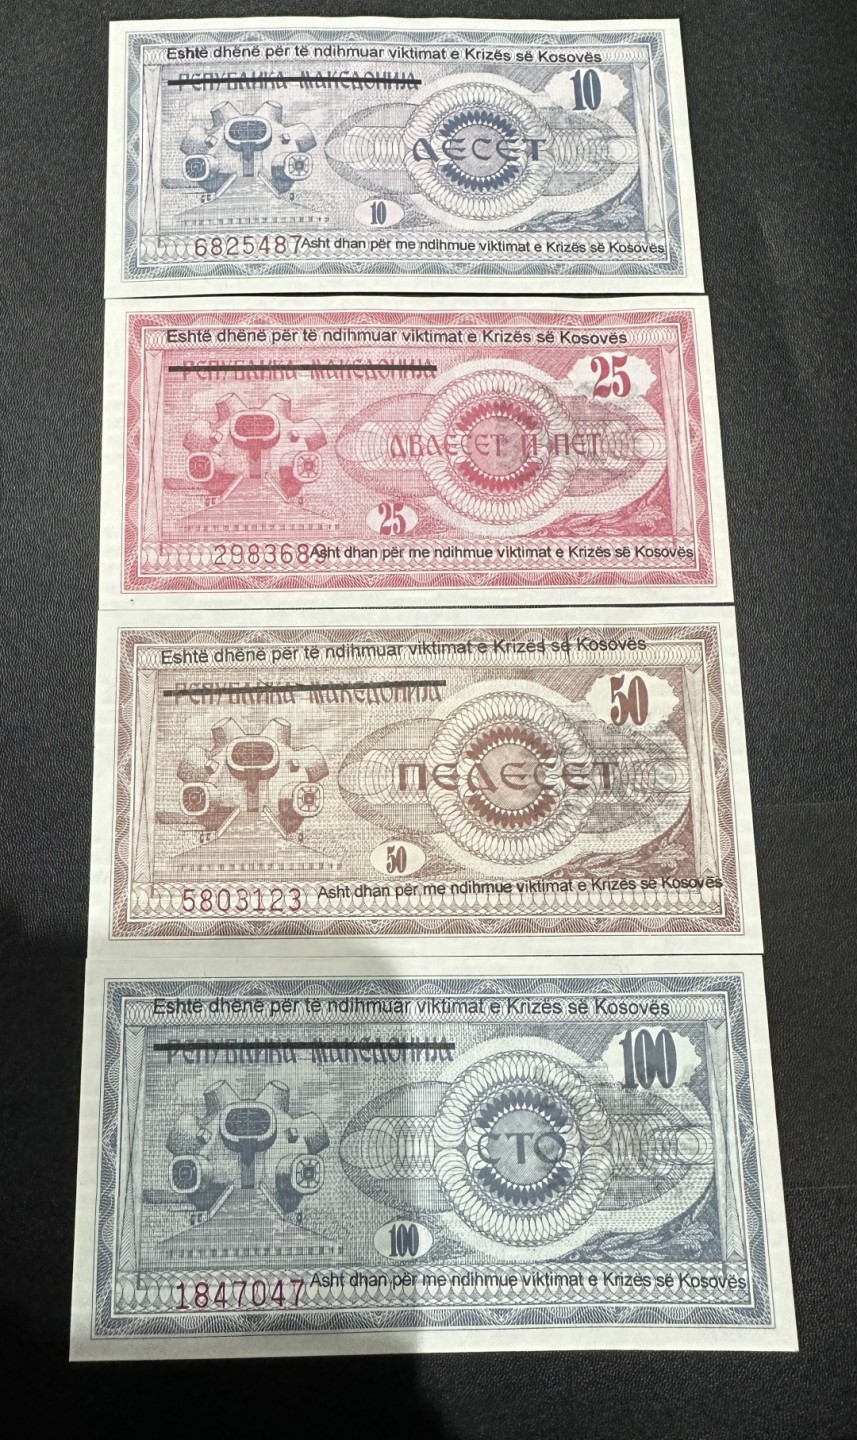 Eshtë dhënë për të ndihmuar viktimat e Krizës së Kosovës
РЕПУБЛИКА МАКЕДОНИЈА
10
ДЕСЕТ
10
6825487 Asht dhan për me ndihmue viktimat e Krizës së Kosovës
Eshtë dhënë për të ndihmuar viktimat e Krizës së Kosovës
РЕПУБЛИКА МАКЕДОНИЈА
25
ДВАЕСЕТ И ПЕТ
25
2983689 Asht dhan për me ndihmue viktimat e Krizës së Kosovës
Eshtë dhënë për të ndihmuar viktimat e Krizës së Kosovës
РЕПУБЛИКА МАКЕДОНИЈА
50
ПЕДЕСЕТ
50
5803123 Asht dhan për me ndihmue viktimat e Krizës së Kosovës
Eshtë dhënë për të ndihmuar viktimat e Krizës së Kosovës
РЕПУБЛИКА МАКЕДОНИЈА
100
СТО
100
1847047 Asht dhan për me ndihmue viktimat e Krizës së Kosovës